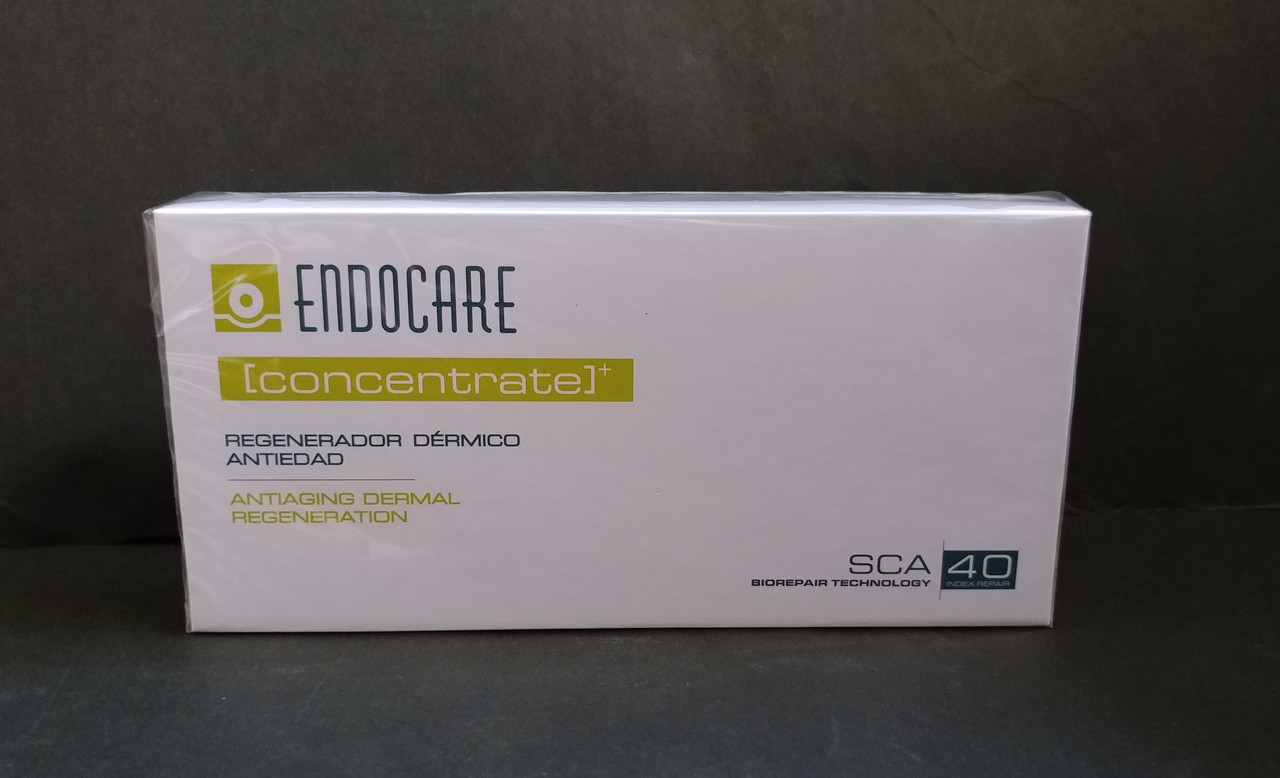 ENDOCARE
[concentrate]+
REGENERADOR DÉRMICO
ANTIEDAD
ANTIAGING DERMAL
REGENERATION
SCA 40
BIOREPAIR TECHNOLOGY INDEX REPAIR